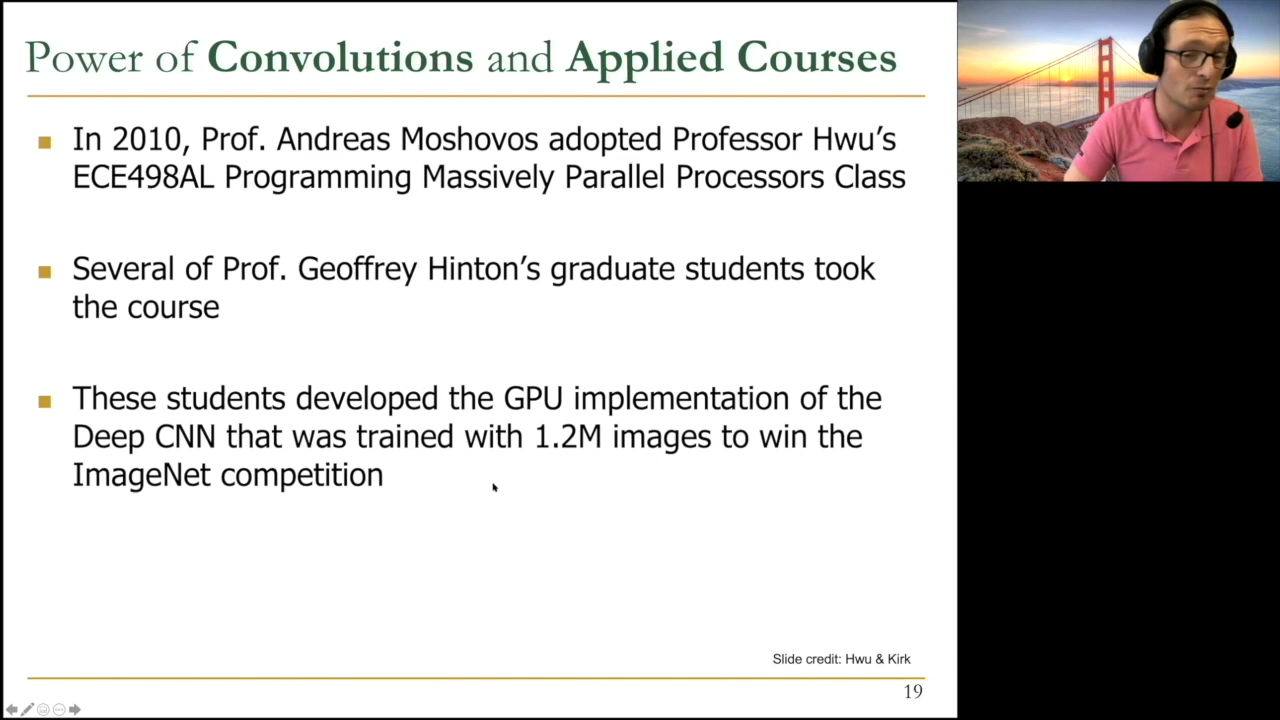 Power of Convolutions and Applied Courses
In 2010, Prof. Andreas Moshovos adopted Professor Hwu's
ECE498AL Programming Massively Parallel Processors Class
Several of Prof. Geoffrey Hinton's graduate students took
the course
These students developed the GPU implementation of the
Deep CNN that was trained with 1.2M images to win the
ImageNet competition
Slide credit: Hwu & Kirk
19